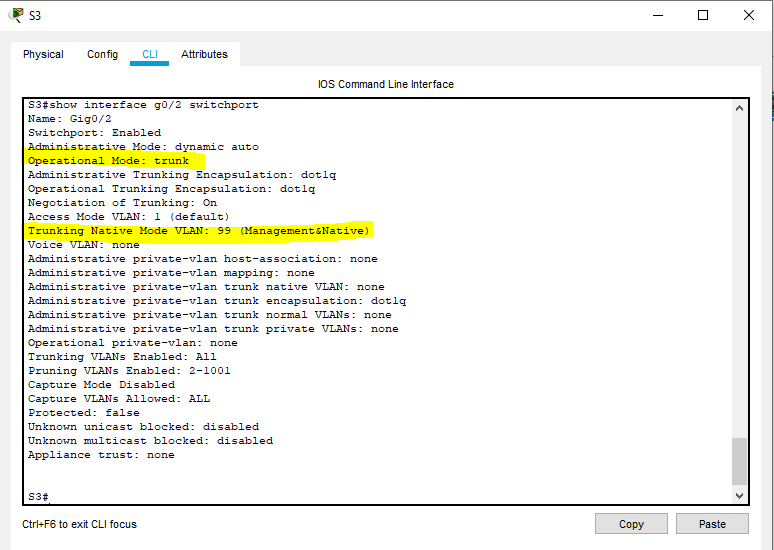 S3
Physical Config CLI Attributes
IOS Command Line Interface
S3#show interface g0/2 switchport
Name: Gig0/2
Switchport: Enabled
Administrative Mode: dynamic auto
Operational Mode: trunk
Administrative Trunking Encapsulation: dot1q
Operational Trunking Encapsulation: dot1q
Negotiation of Trunking: On
Access Mode VLAN: 1 (default)
Trunking Native Mode VLAN: 99 (Management&Native)
Voice VLAN: none
Administrative private-vlan host-association: none
Administrative private-vlan mapping: none
Administrative private-vlan trunk native VLAN: none
Administrative private-vlan trunk encapsulation: dot1q
Administrative private-vlan trunk normal VLANs: none
Administrative private-vlan trunk private VLANs: none
Operational private-vlan: none
Trunking VLANs Enabled: All
Pruning VLANs Enabled: 2-1001
Capture Mode Disabled
Capture VLANs Allowed: ALL
Protected: false
Unknown unicast blocked: disabled
Unknown multicast blocked: disabled
Appliance trust: none
S3#
Ctrl+F6 to exit CLI focus Copy Paste